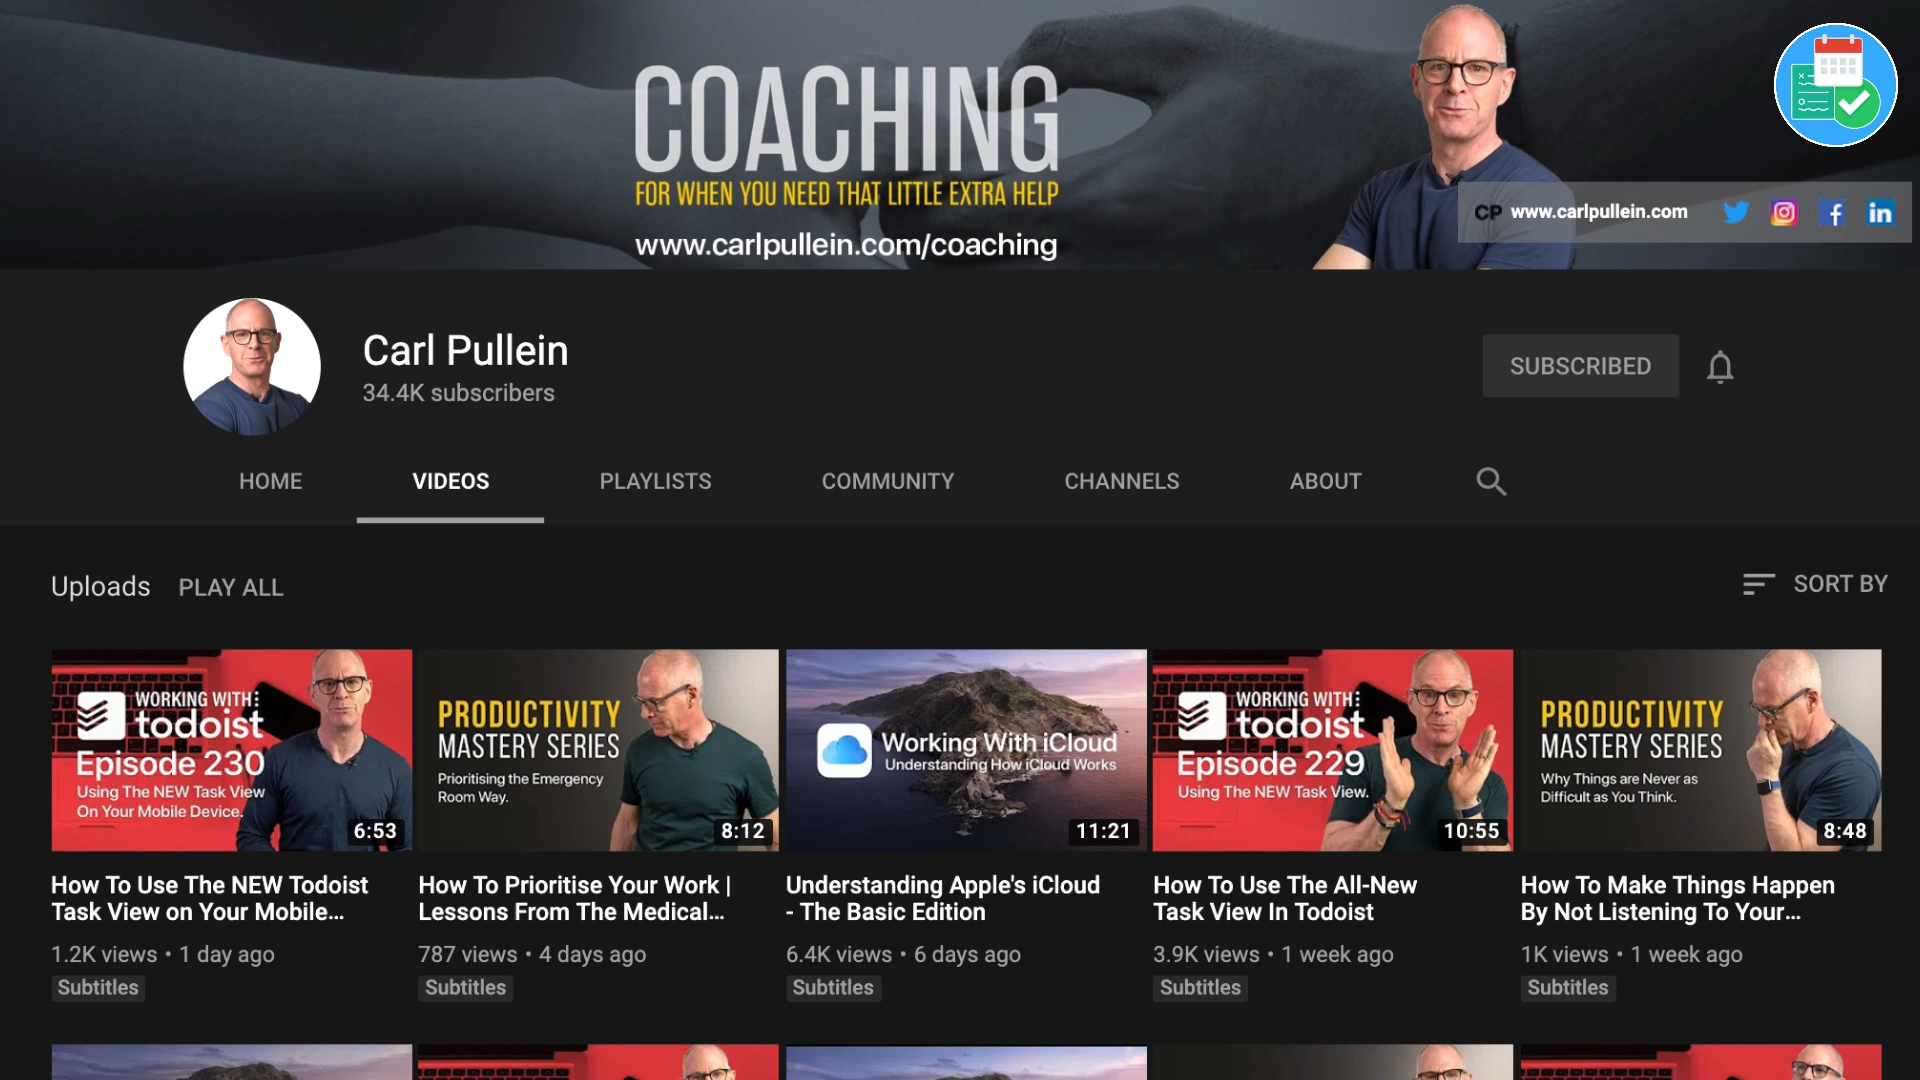 COACHING
FOR WHEN YOU NEED THAT LITTLE EXTRA HELP
www.carlpullein.com/coaching
CP www.carlpullein.com
Carl Pullein
34.4K subscribers
SUBSCRIBED
HOME VIDEOS PLAYLISTS COMMUNITY CHANNELS ABOUT
Uploads PLAY ALL
SORT BY
WORKING WITH:
todoist
Episode 230
Using The NEW Task View
On Your Mobile Device.
6:53
How To Use The NEW Todoist
Task View on Your Mobile...
1.2K views • 1 day ago
Subtitles
PRODUCTIVITY
MASTERY SERIES
Prioritising the Emergency
Room Way.
8:12
How To Prioritise Your Work |
Lessons From The Medical...
787 views • 4 days ago
Subtitles
Working With iCloud
Understanding How iCloud Works
11:21
Understanding Apple's iCloud
- The Basic Edition
6.4K views • 6 days ago
Subtitles
WORKING WITH:
todoist
Episode 229
Using The NEW Task View.
10:55
How To Use The All-New
Task View In Todoist
3.9K views • 1 week ago
Subtitles
PRODUCTIVITY
MASTERY SERIES
Why Things are Never as
Difficult as You Think.
8:48
How To Make Things Happen
By Not Listening To Your...
1K views • 1 week ago
Subtitles